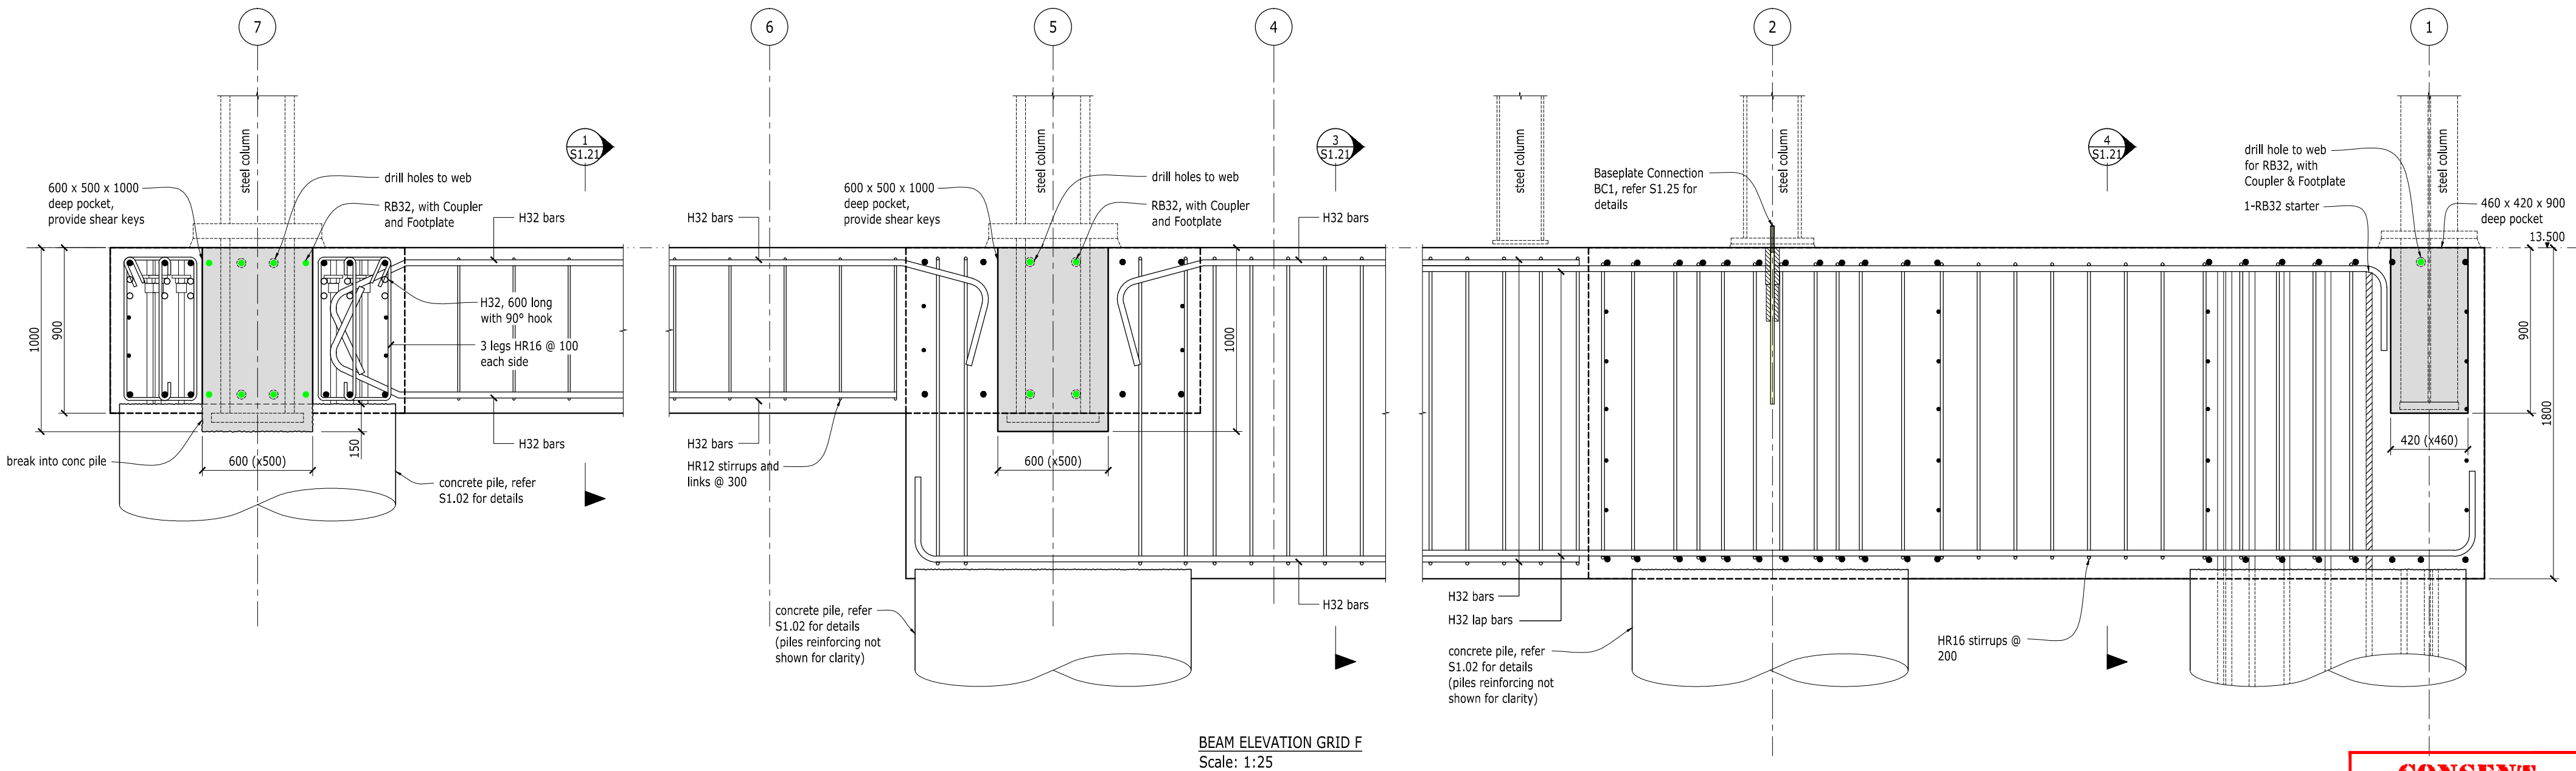 7
6
5
4
2
1
steel column
steel column
steel column
steel column
steel column
1
S1.21
3
S1.21
4
S1.21
600 x 500 x 1000
deep pocket,
provide shear keys
drill holes to web
RB32, with Coupler
and Footplate
H32 bars
H32, 600 long
with 90° hook
3 legs HR16 @ 100
each side
H32 bars
1000
900
150
600 (x500)
break into conc pile
concrete pile, refer
S1.02 for details
600 x 500 x 1000
deep pocket,
provide shear keys
H32 bars
drill holes to web
RB32, with Coupler
and Footplate
H32 bars
1000
600 (x500)
H32 bars
HR12 stirrups and
links @ 300
concrete pile, refer
S1.02 for details
(piles reinforcing not
shown for clarity)
H32 bars
Baseplate Connection
BC1, refer S1.25 for
details
H32 bars
H32 lap bars
concrete pile, refer
S1.02 for details
(piles reinforcing not
shown for clarity)
HR16 stirrups @
200
drill hole to web
for RB32, with
Coupler & Footplate
1-RB32 starter
460 x 420 x 900
deep pocket
13.500
900
1800
420 (x460)
BEAM ELEVATION GRID F
Scale: 1:25
CONSENT